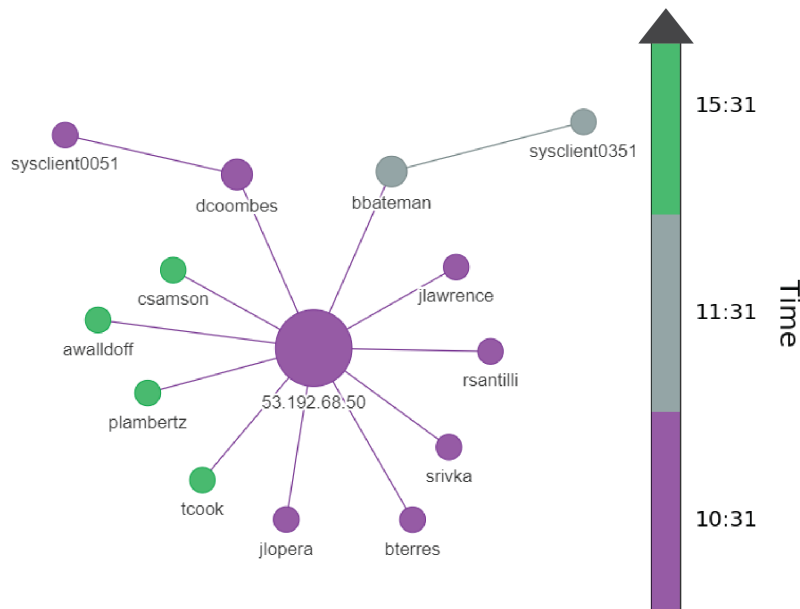 15:31
sysclient0051
sysclient0351
dcoombes
bbateman
csamson
jlawrence
11:31
Time
awalldoff
rsantilli
53.192.68.50
plambertz
srivka
tcook
10:31
jlopera
bterres